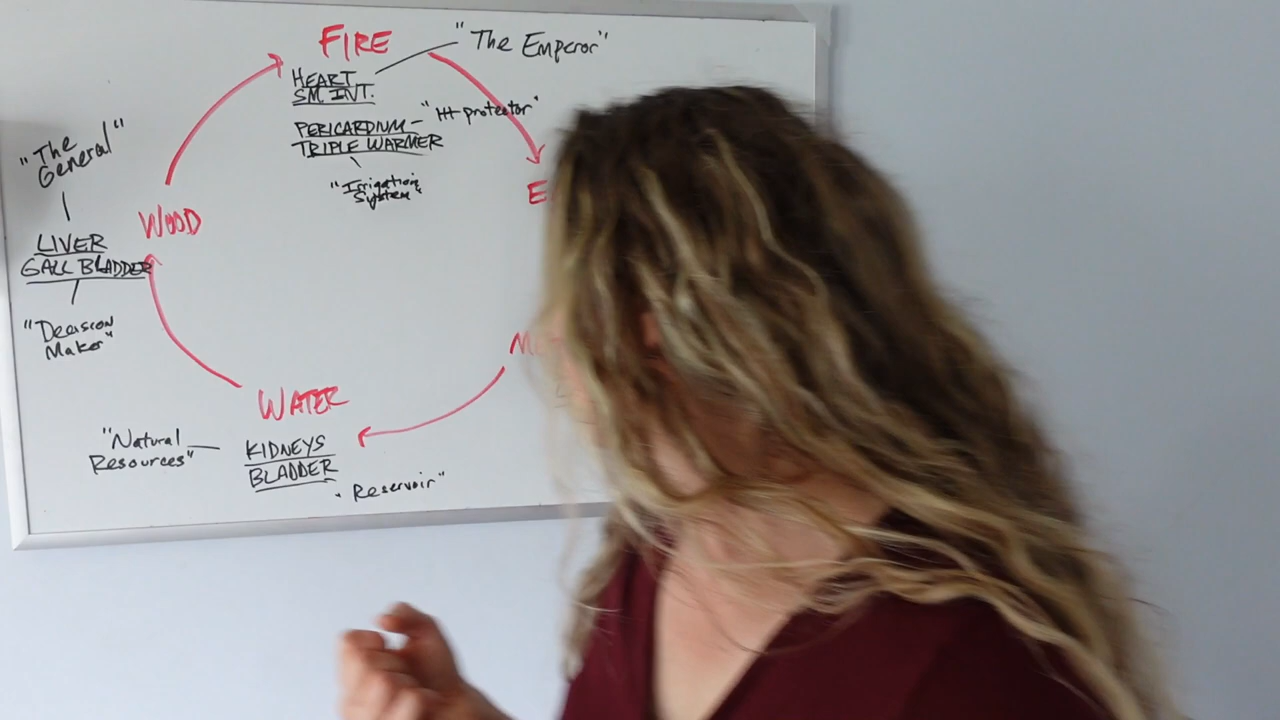 FIRE
"The Emperor"
HEART
SM. INT.
PERICARDIUM - "Ht protector"
TRIPLE WARMER
"Irrigation
System"
"The
General"
WOOD
LIVER
GALL BLADDER
"Decision
Maker"
WATER
"Natural
Resources"
KIDNEYS
BLADDER
"Reservoir"